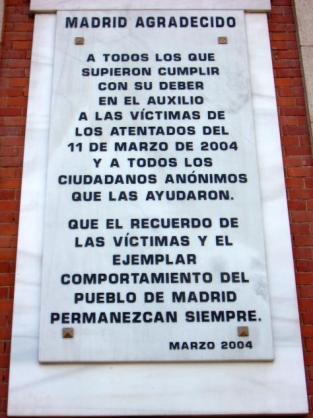 MADRID AGRADECIDO
A TODOS LOS QUE
SUPIERON CUMPLIR
CON SU DEBER
EN EL AUXILIO
A LAS VÍCTIMAS DE
LOS ATENTADOS DEL
11 DE MARZO DE 2004
Y A TODOS LOS
CIUDADANOS ANÓNIMOS
QUE LAS AYUDARON.
QUE EL RECUERDO DE
LAS VÍCTIMAS Y EL
EJEMPLAR
COMPORTAMIENTO DEL
PUEBLO DE MADRID
PERMANEZCAN SIEMPRE.
MARZO 2004